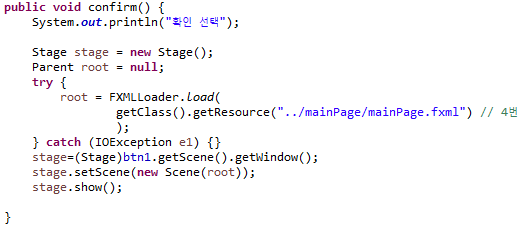 public void confirm() {
System.out.println("확인 선택");
Stage stage = new Stage();
Parent root = null;
try {
root = FXMLLoader.load(
getClass().getResource("../mainPage/mainPage.fxml") // 4번
);
} catch (IOException e1) {}
stage=(Stage)btn1.getScene().getWindow();
stage.setScene(new Scene(root));
stage.show();
}